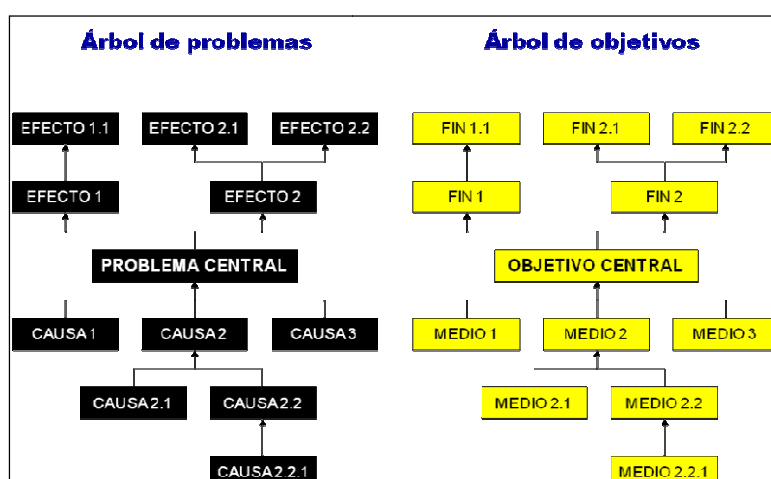 Árbol de problemas
EFECTO 1.1 EFECTO 2.1 EFECTO 2.2
EFECTO 1 EFECTO 2
PROBLEMA CENTRAL
CAUSA 1 CAUSA 2 CAUSA 3
CAUSA 2.1 CAUSA 2.2
CAUSA 2.2.1
Árbol de objetivos
FIN 1.1 FIN 2.1 FIN 2.2
FIN 1 FIN 2
OBJETIVO CENTRAL
MEDIO 1 MEDIO 2 MEDIO 3
MEDIO 2.1 MEDIO 2.2
MEDIO 2.2.1